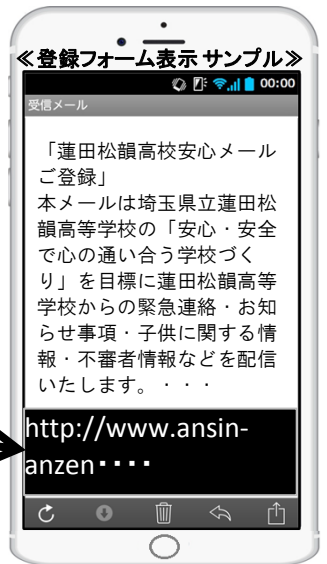 ≪登録フォーム表示 サンプル≫
00:00
受信メール
「蓮田松韻高校安心メール
ご登録」
本メールは埼玉県立蓮田松
韻高等学校の「安心・安全
で心の通い合う学校づく
り」を目標に蓮田松韻高等
学校からの緊急連絡・お知
らせ事項・子供に関する情
報・不審者情報などを配信
いたします。・・・
http://www.ansin-
anzen・・・・